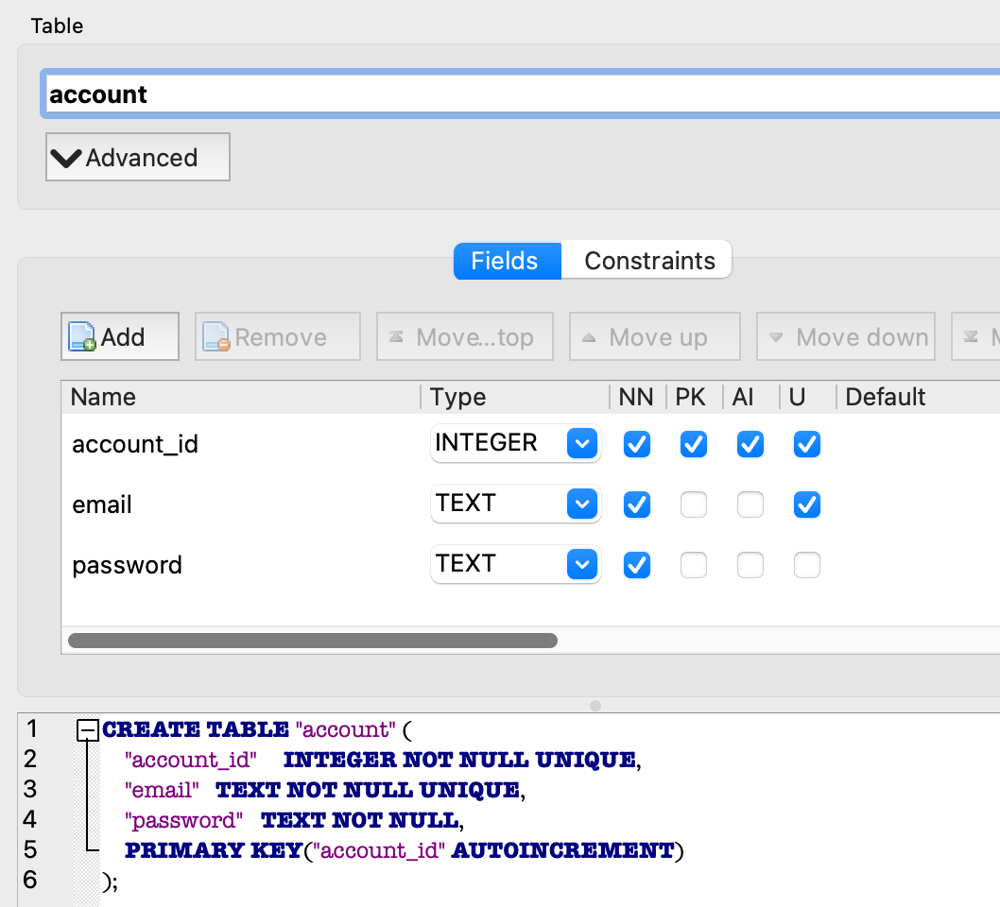 Table
account
Advanced
Fields Constraints
Add Remove Move...top Move up Move down
Name Type NN PK AI U Default
account_id INTEGER
email TEXT
password TEXT
1 CREATE TABLE "account" (
2 "account_id" INTEGER NOT NULL UNIQUE,
3 "email" TEXT NOT NULL UNIQUE,
4 "password" TEXT NOT NULL,
5 PRIMARY KEY("account_id" AUTOINCREMENT)
6 );